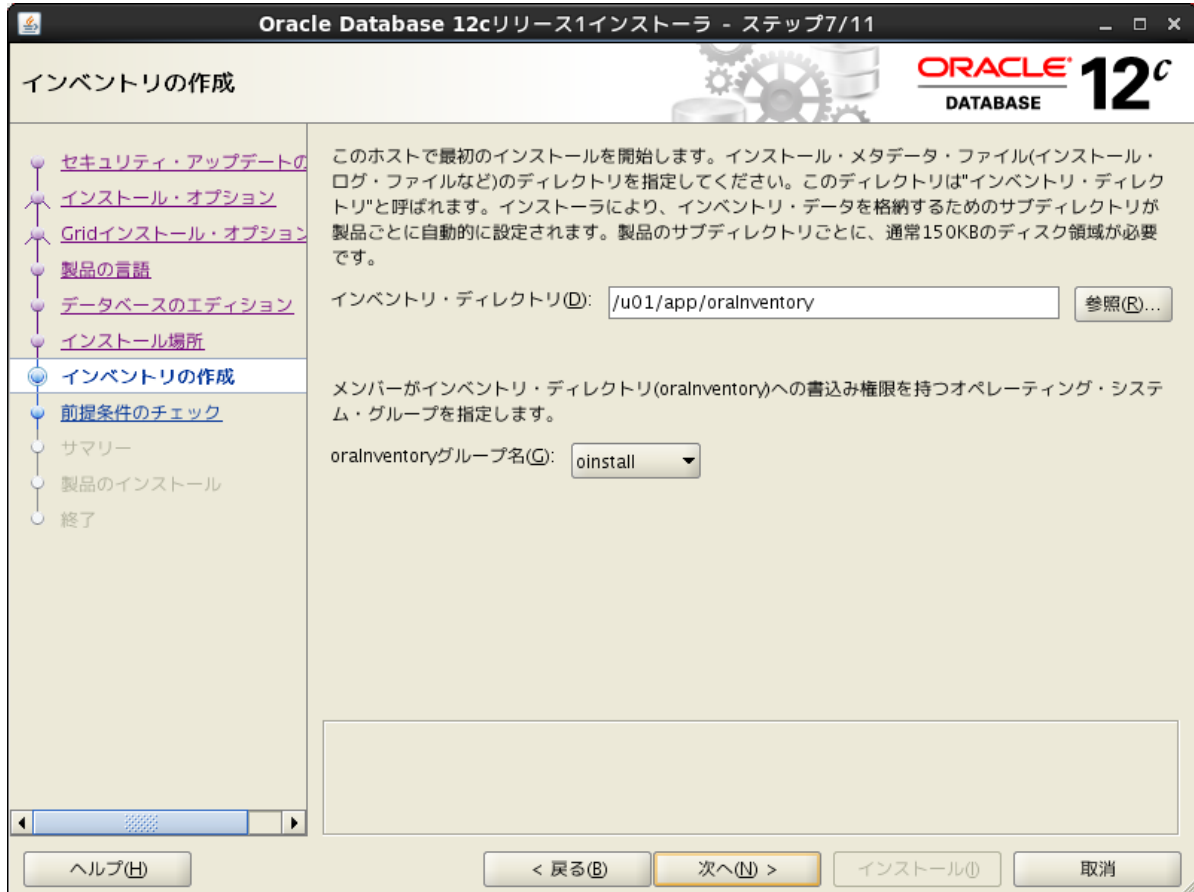 Oracle Database 12cリリース1インストーラ - ステップ7/11
インベントリの作成
ORACLE
DATABASE
12c
セキュリティ・アップデートの
インストール・オプション
Gridインストール・オプション
製品の言語
データベースのエディション
インストール場所
インベントリの作成
前提条件のチェック
サマリー
製品のインストール
終了
このホストで最初のインストールを開始します。インストール・メタデータ・ファイル(インストール・
ログ・ファイルなど)のディレクトリを指定してください。このディレクトリは"インベントリ・ディレク
トリ"と呼ばれます。インストーラにより、インベントリ・データを格納するためのサブディレクトリが
製品ごとに自動的に設定されます。製品のサブディレクトリごとに、通常150KBのディスク領域が必要
です。
インベントリ・ディレクトリ(D): /u01/app/oraInventory 参照(R)...
メンバーがインベントリ・ディレクトリ(oraInventory)への書込み権限を持つオペレーティング・システ
ム・グループを指定します。
oraInventoryグループ名(G): oinstall
ヘルプ(H) < 戻る(B) 次へ(N) > インストール(I) 取消